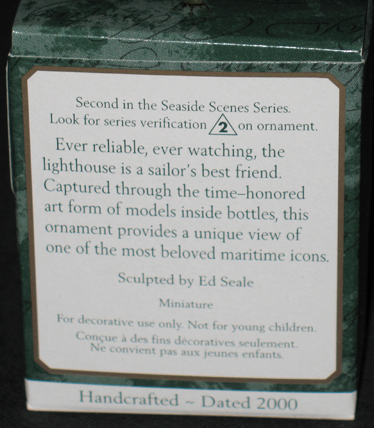 Second in the Seaside Scenes Series.
Look for series verification 2 on ornament.
Ever reliable, ever watching, the
lighthouse is a sailor's best friend.
Captured through the time–honored
art form of models inside bottles, this
ornament provides a unique view of
one of the most beloved maritime icons.
Sculpted by Ed Seale
Miniature
For decorative use only. Not for young children.
Conçue à des fins décoratives seulement.
Ne convient pas aux jeunes enfants.
Handcrafted ~ Dated 2000